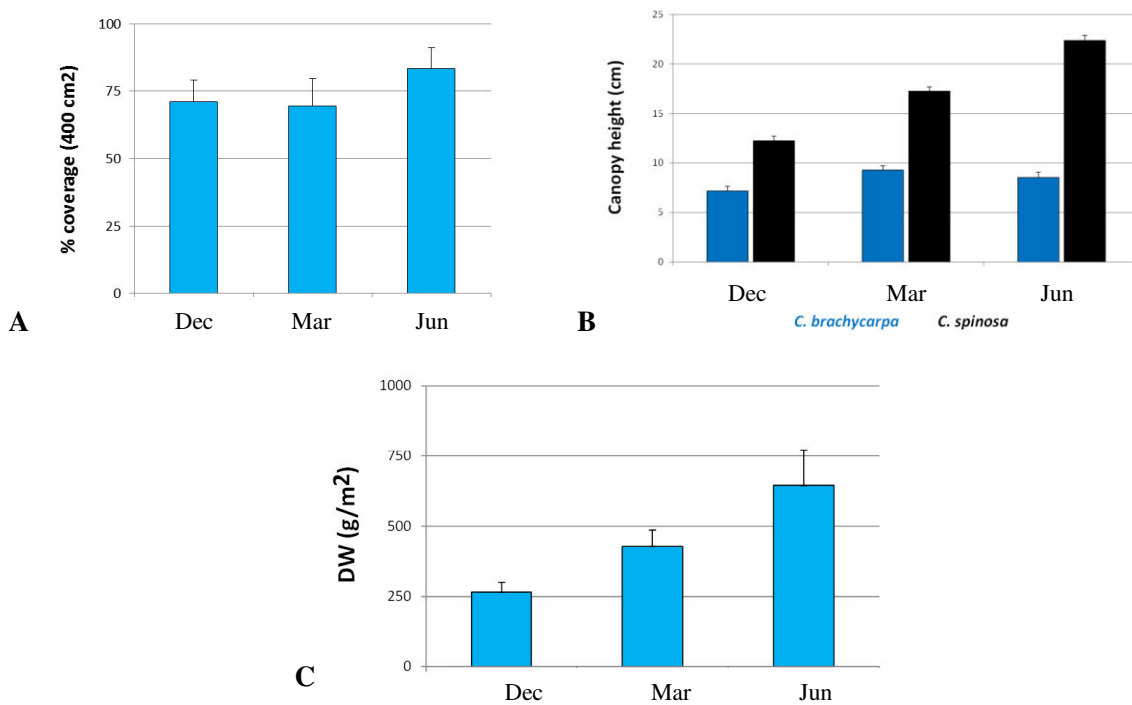 % coverage (400 cm2)
100
75
50
25
0
Dec Mar Jun
A
Canopy height (cm)
25
20
15
10
5
0
Dec Mar Jun
B
C. brachycarpa C. spinosa
DW (g/m²)
1000
750
500
250
0
Dec Mar Jun
C